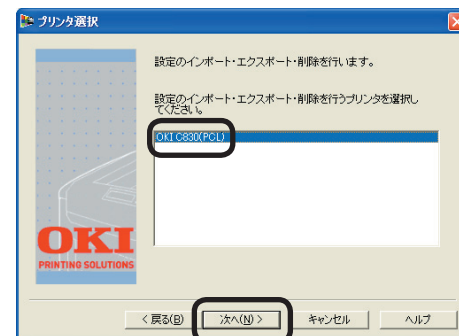 プリンタ選択
設定のインポート・エクスポート・削除を行います。
設定のインポート・エクスポート・削除を行うプリンタを選択し
てください。
OKI C830(PCL)
OKI
PRINTING SOLUTIONS
< 戻る(B)
次へ(N) >
キャンセル
ヘルプ